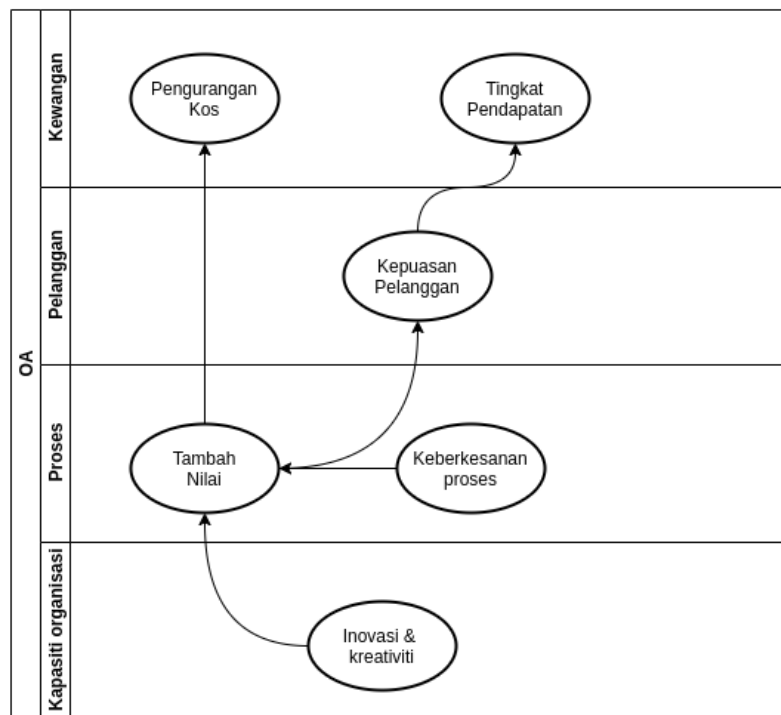 OA
Kewangan
Pengurangan
Kos
Tingkat
Pendapatan
Pelanggan
Kepuasan
Pelanggan
Proses
Tambah
Nilai
Keberkesanan
proses
Kapasiti organisasi
Inovasi &
kreativiti